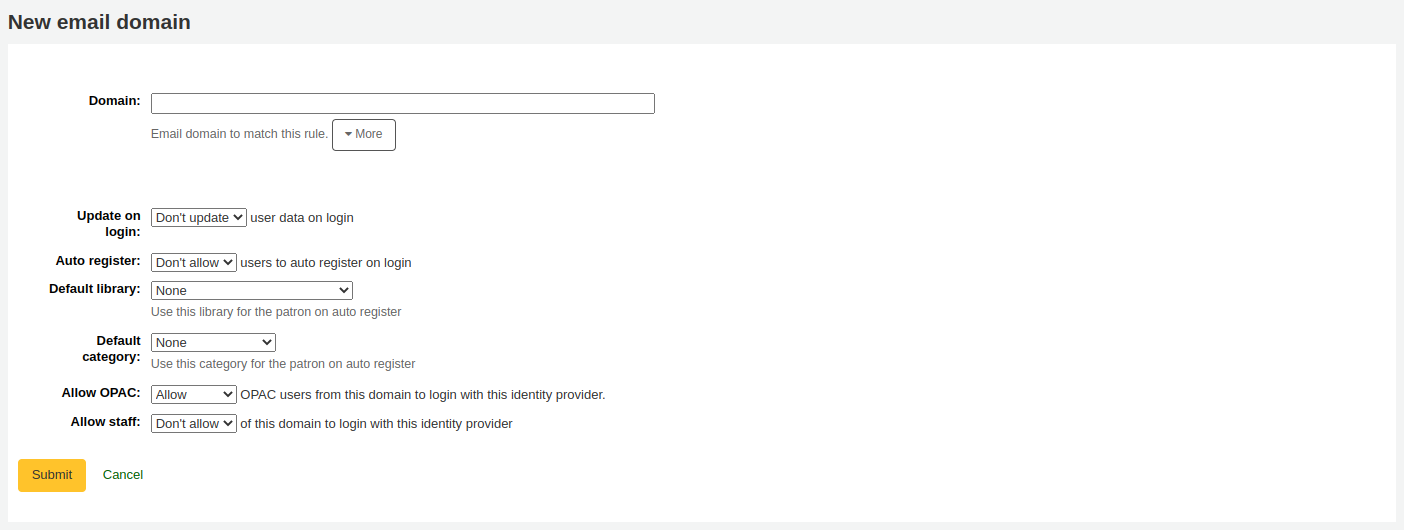 New email domain
Domain:
Email domain to match this rule. More
Update on login: Don't update user data on login
Auto register: Don't allow users to auto register on login
Default library: None
Use this library for the patron on auto register
Default category: None
Use this category for the patron on auto register
Allow OPAC: Allow OPAC users from this domain to login with this identity provider.
Allow staff: Don't allow of this domain to login with this identity provider
Submit Cancel